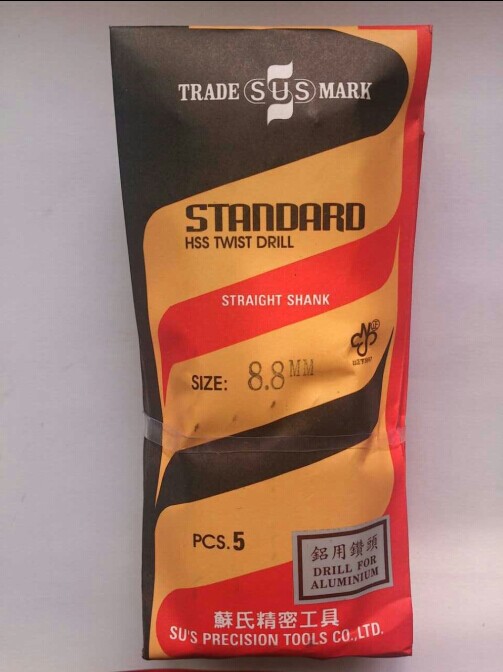 TRADE SUS MARK
STANDARD
HSS TWIST DRILL
STRAIGHT SHANK
SIZE: 8.8MM
PCS. 5
鋁用鑽頭
DRILL FOR
ALUMINIUM
蘇氏精密工具
SU'S PRECISION TOOLS CO.,LTD.